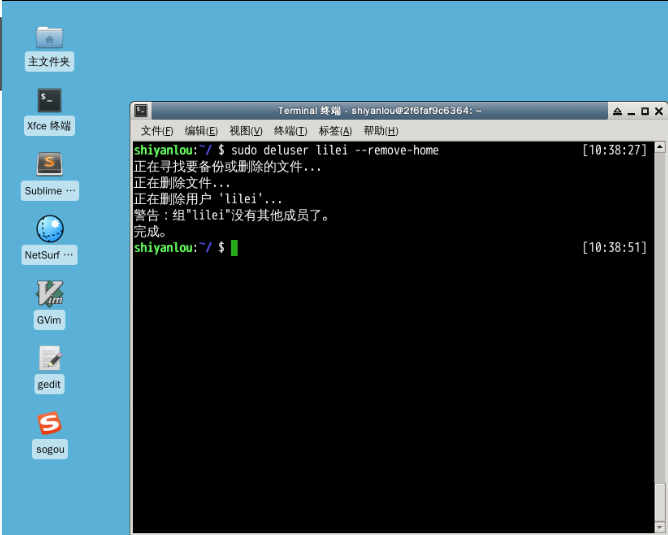 主文件夹
Xfce 终端
Sublime ···
NetSurf ···
GVim
gedit
sogou
Terminal 终端 - shiyanlou@2f6faf9c6364: ~
文件(F) 编辑(E) 视图(V) 终端(T) 标签(A) 帮助(H)
shiyanlou:~/ $ sudo deluser lilei --remove-home [10:38:27]
正在寻找要备份或删除的文件...
正在删除文件...
正在删除用户 'lilei'...
警告：组"lilei"没有其他成员了。
完成。
shiyanlou:~/ $ [10:38:51]